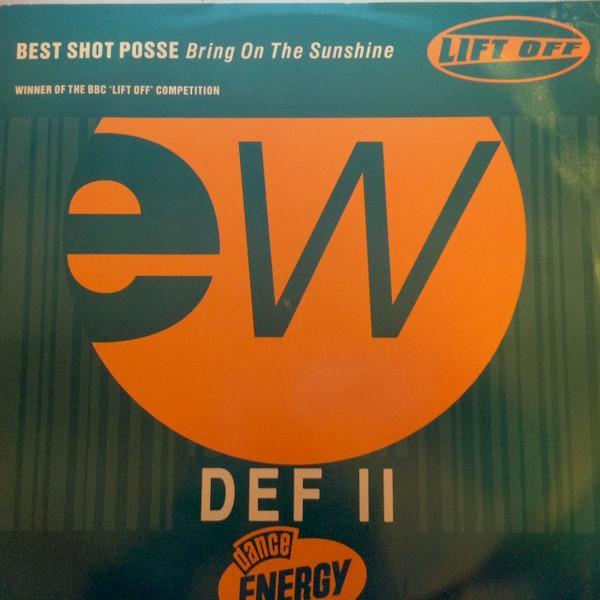 BEST SHOT POSSE Bring On The Sunshine
LIFT OFF
WINNER OF THE BBC 'LIFT OFF' COMPETITION
ew
DEF II
dance
ENERGY